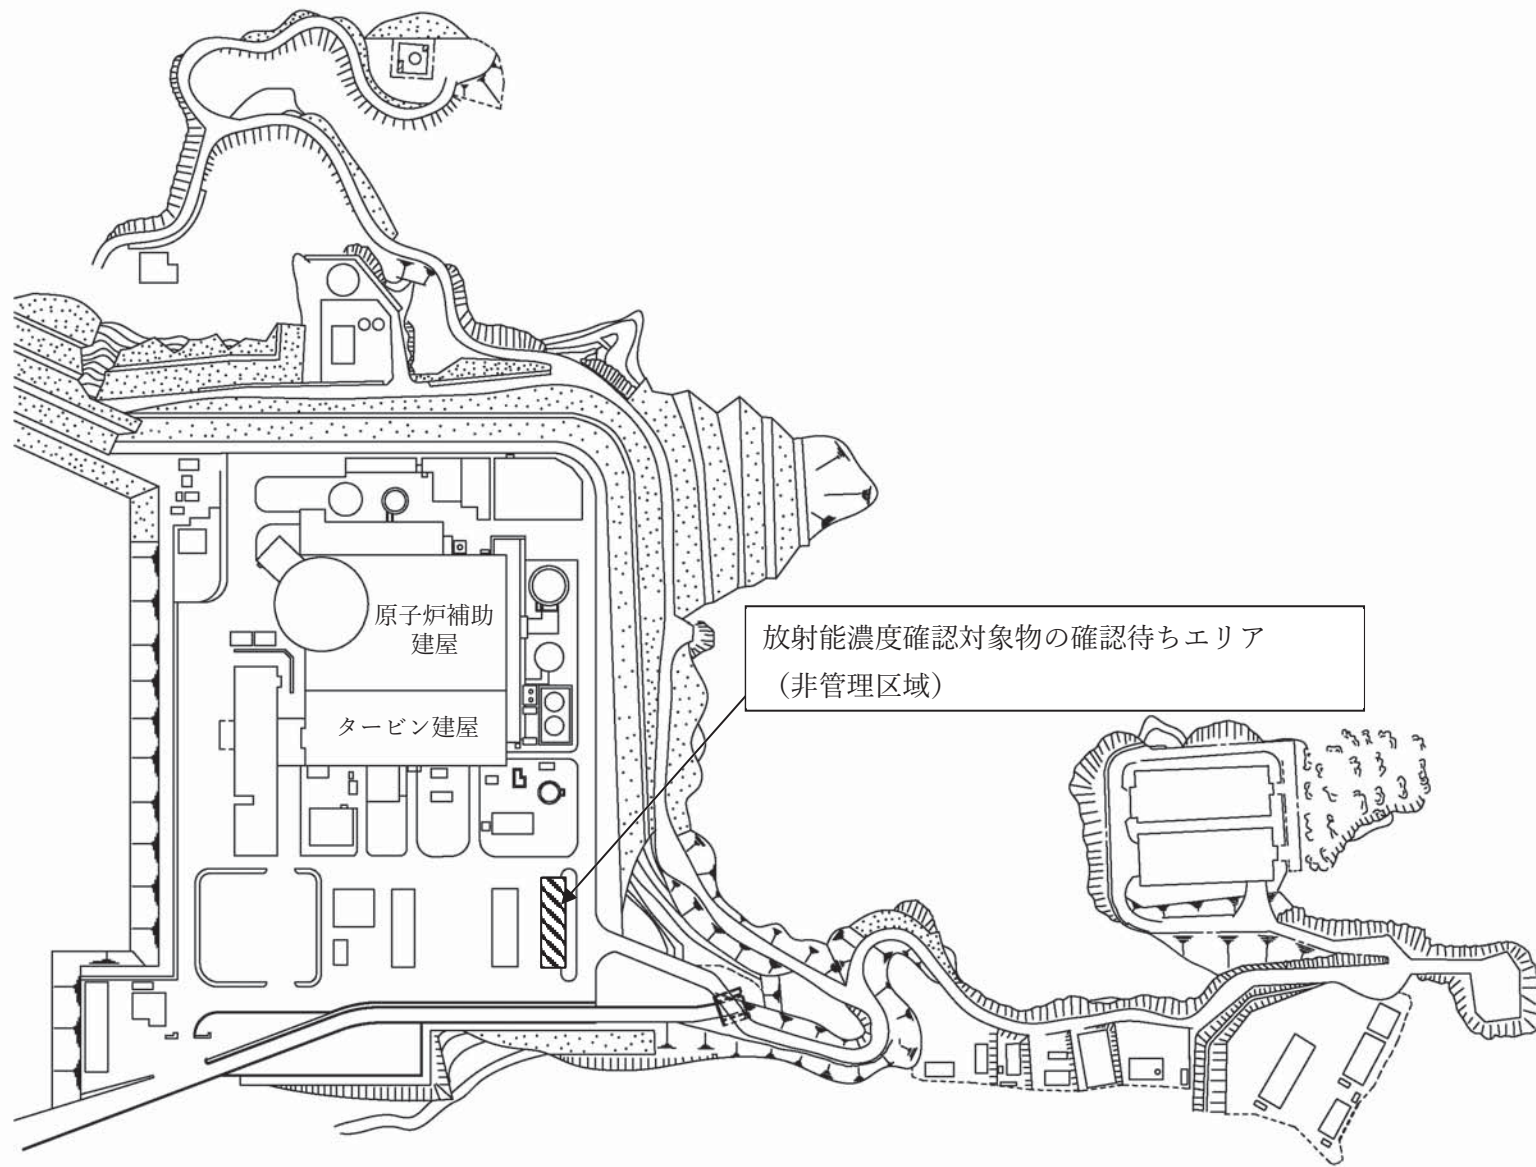 原子炉補助
建屋
放射能濃度確認対象物の確認待ちエリア
（非管理区域）
タービン建屋